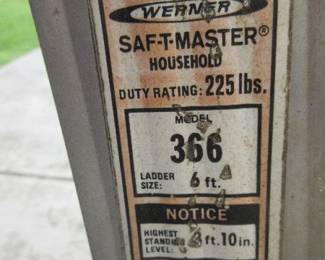 WERNER
SAF-T-MASTER®
HOUSEHOLD
DUTY RATING: 225 lbs.
MODEL
366
LADDER
SIZE: 6 ft.
NOTICE
HIGHEST
STANDING ft. 10 in.
LEVEL: